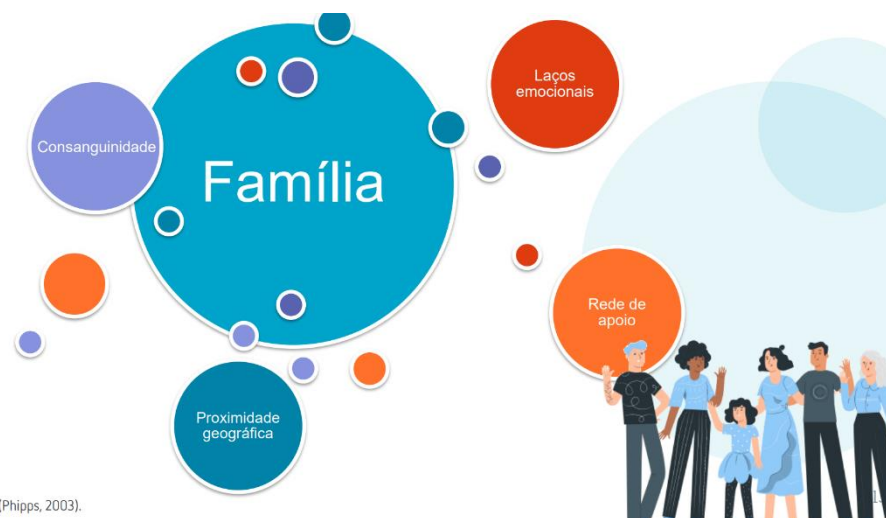 Família
Consanguinidade
Laços
emocionais
Rede de
apoio
Proximidade
geográfica
(Phipps, 2003).